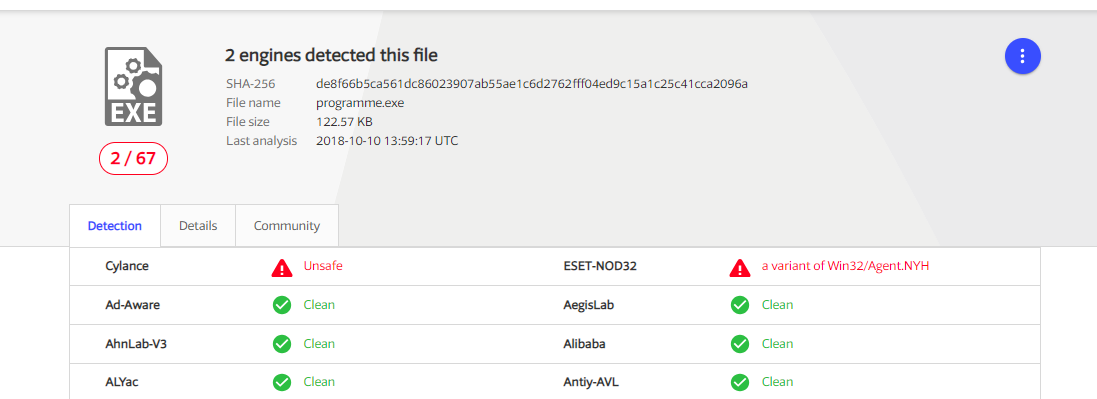 2 engines detected this file
SHA-256 de8f66b5ca561dc86023907ab55ae1c6d2762fff04ed9c15a1c25c41cca2096a
File name programme.exe
File size 122.57 KB
Last analysis 2018-10-10 13:59:17 UTC
EXE
2 / 67
Detection Details Community
Cylance Unsafe ESET-NOD32 a variant of Win32/Agent.NYH
Ad-Aware Clean AegisLab Clean
AhnLab-V3 Clean Alibaba Clean
ALYac Clean Antiy-AVL Clean